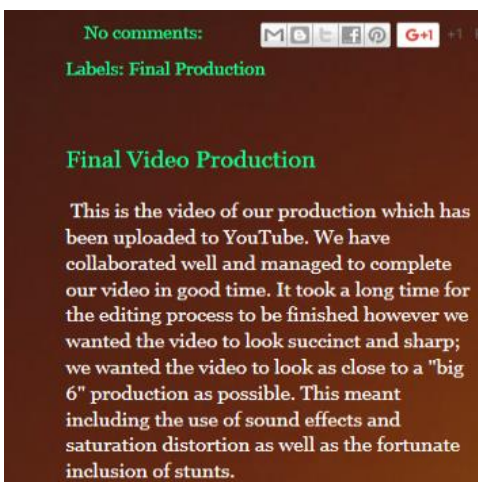 No comments: G+1 +1
Labels: Final Production
Final Video Production
This is the video of our production which has
been uploaded to YouTube. We have
collaborated well and managed to complete
our video in good time. It took a long time for
the editing process to be finished however we
wanted the video to look succinct and sharp;
we wanted the video to look as close to a "big
6" production as possible. This meant
including the use of sound effects and
saturation distortion as well as the fortunate
inclusion of stunts.